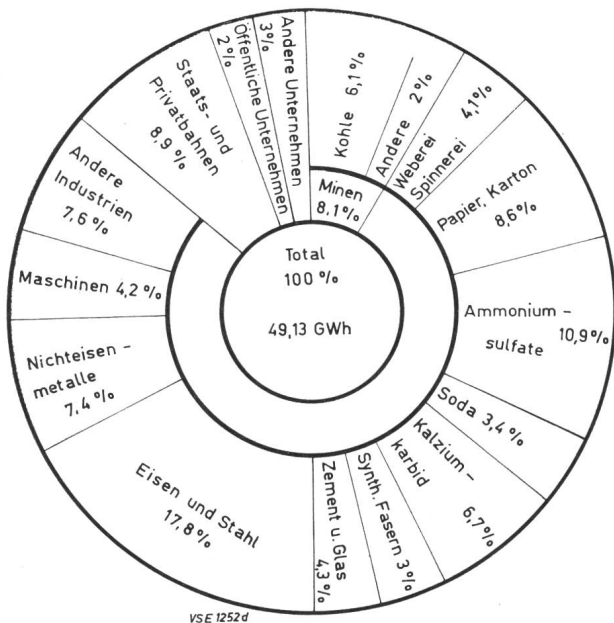 Kohle 6,1%
Andere 2%
Minen
8,1%
Weberei
Spinnerei
4,1%
Papier, Karton
8,6%
Ammonium –
sulfate
10,9%
Soda 3,4%
Kalzium –
karbid
6,7%
Synth. Fasern 3%
Zement u. Glas
4,3%
Eisen und Stahl
17,8%
Nichteisen –
metalle
7,4%
Maschinen 4,2%
Andere
Industrien
7,6%
Staats- und
Privatbahnen
8,9%
Öffentliche Unternehmen
2%
Andere Unternehmen
3%
Total
100%
49,13 GWh
VSE 1252d